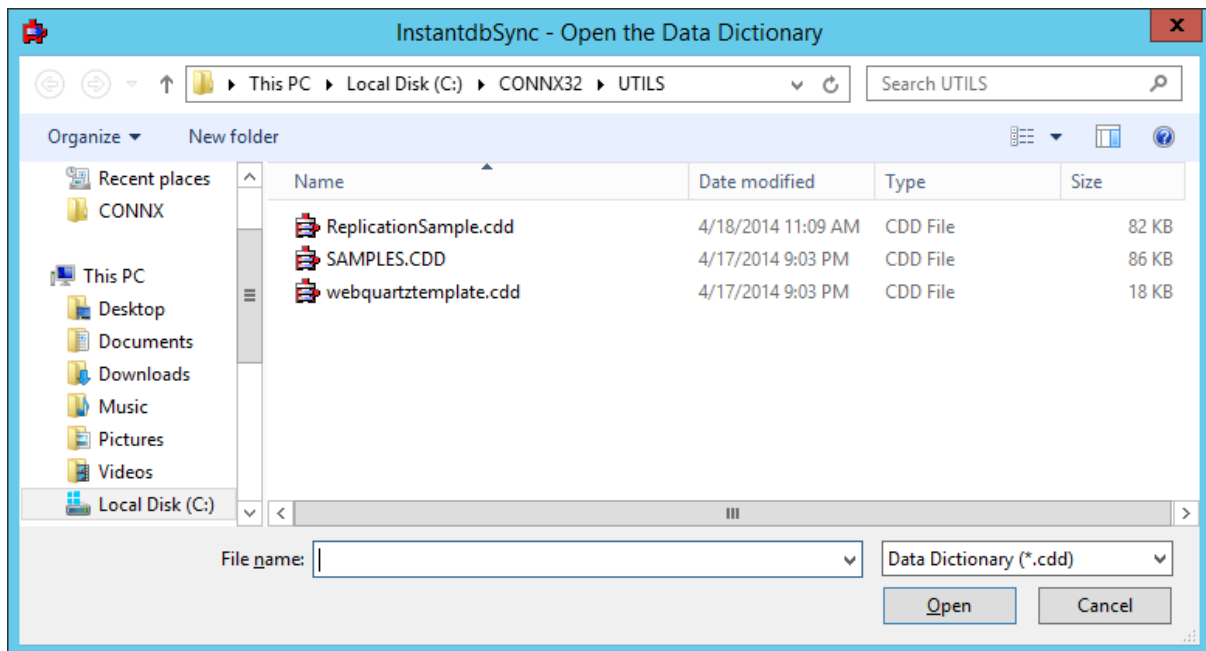 InstantdbSync - Open the Data Dictionary
x
This PC Local Disk (C:) CONNX32 UTILS
Search UTILS
Organize New folder
Recent places
CONNX
This PC
Desktop
Documents
Downloads
Music
Pictures
Videos
Local Disk (C:)
Name Date modified Type Size
ReplicationSample.cdd 4/18/2014 11:09 AM CDD File 82 KB
SAMPLES.CDD 4/17/2014 9:03 PM CDD File 86 KB
webquartztemplate.cdd 4/17/2014 9:03 PM CDD File 18 KB
File name:
Data Dictionary (*.cdd)
Open Cancel